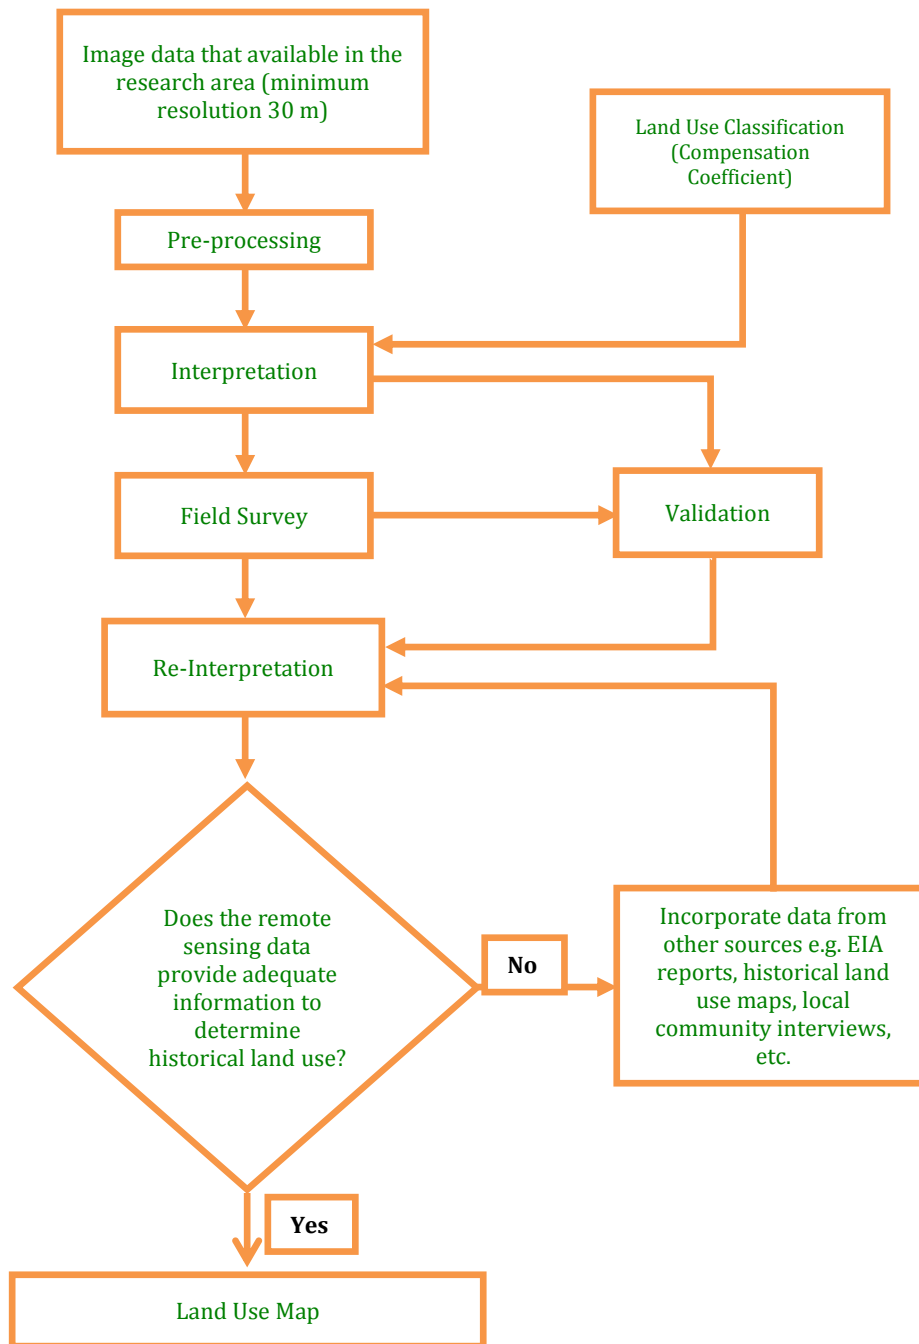 Image data that available in the
research area (minimum
resolution 30 m)
Land Use Classification
(Compensation
Coefficient)
Pre-processing
Interpretation
Field Survey
Validation
Re-Interpretation
Does the remote
sensing data
provide adequate
information to
determine
historical land use?
No
Incorporate data from
other sources e.g. EIA
reports, historical land
use maps, local
community interviews,
etc.
Yes
Land Use Map